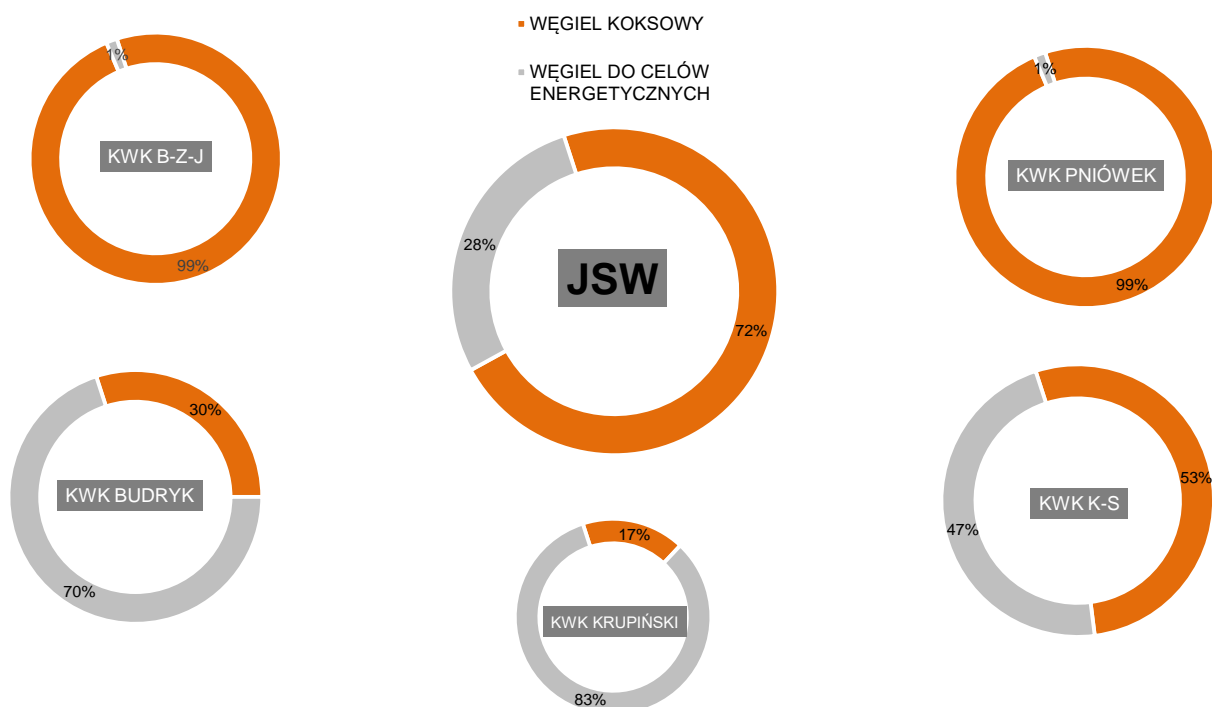 WĘGIEL KOKSOWY
WĘGIEL DO CELÓW
ENERGETYCZNYCH
1%
KWK B-Z-J
99%
28%
JSW
72%
1%
KWK PNIÓWEK
99%
30%
KWK BUDRYK
70%
17%
KWK KRUPIŃSKI
83%
53%
KWK K-S
47%